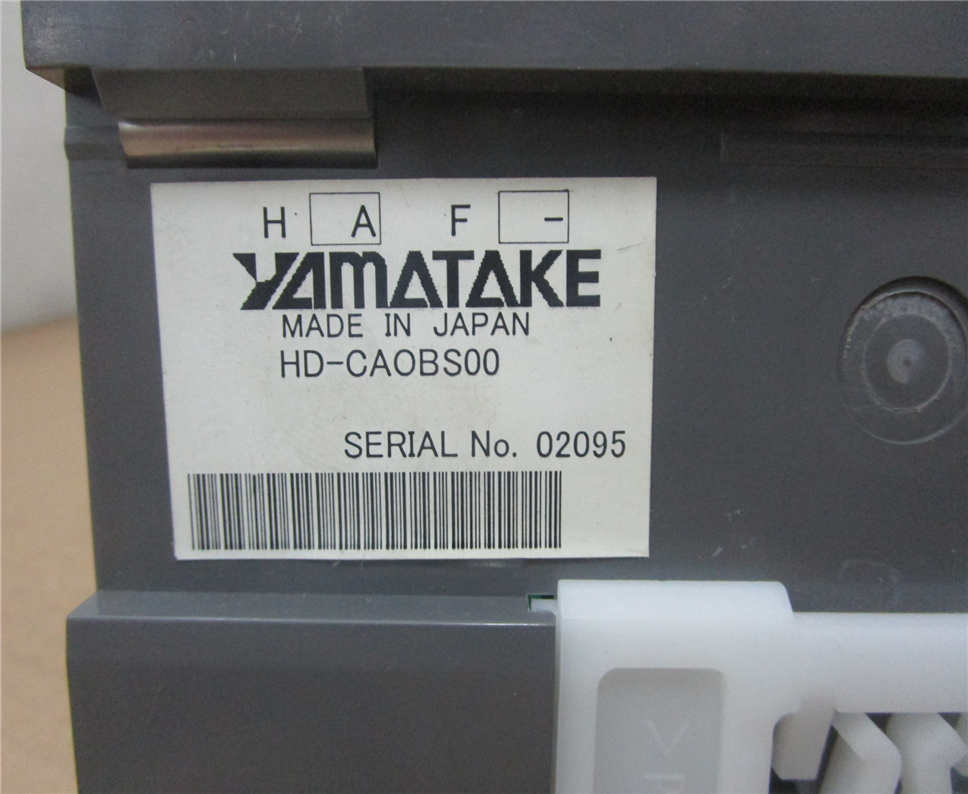 H A F -
YAMATAKE
MADE IN JAPAN
HD-CAOBS00
SERIAL No. 02095